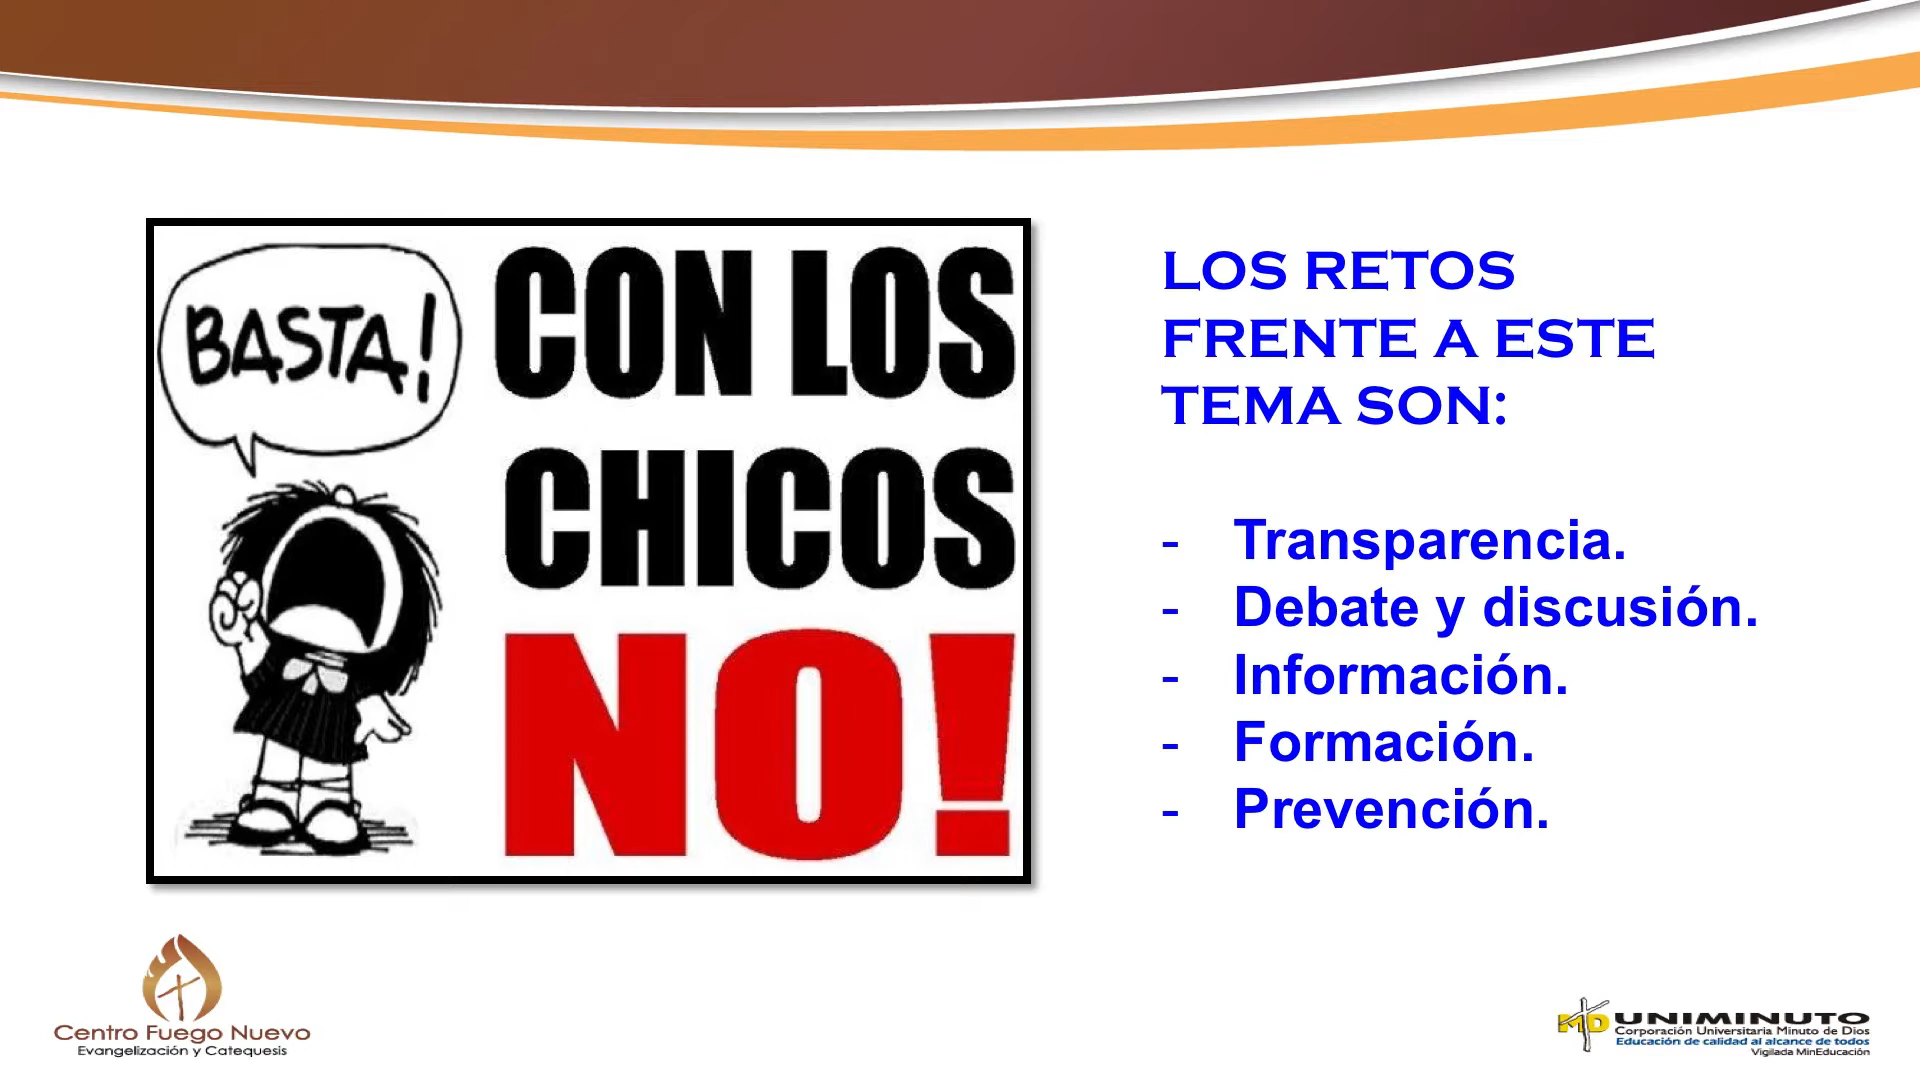 BASTA!
CON LOS
CHICOS
NO!
LOS RETOS
FRENTE A ESTE
TEMA SON:
- Transparencia.
- Debate y discusión.
- Información.
- Formación.
- Prevención.
Centro Fuego Nuevo
Evangelización y Catequesis
MD UNIMINUTO
Corporación Universitaria Minuto de Dios
Educación de calidad al alcance de todos
Vigilada MinEducación